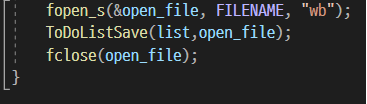 fopen_s(&open_file, FILENAME, "wb");
ToDoListSave(list,open_file);
fclose(open_file);
}